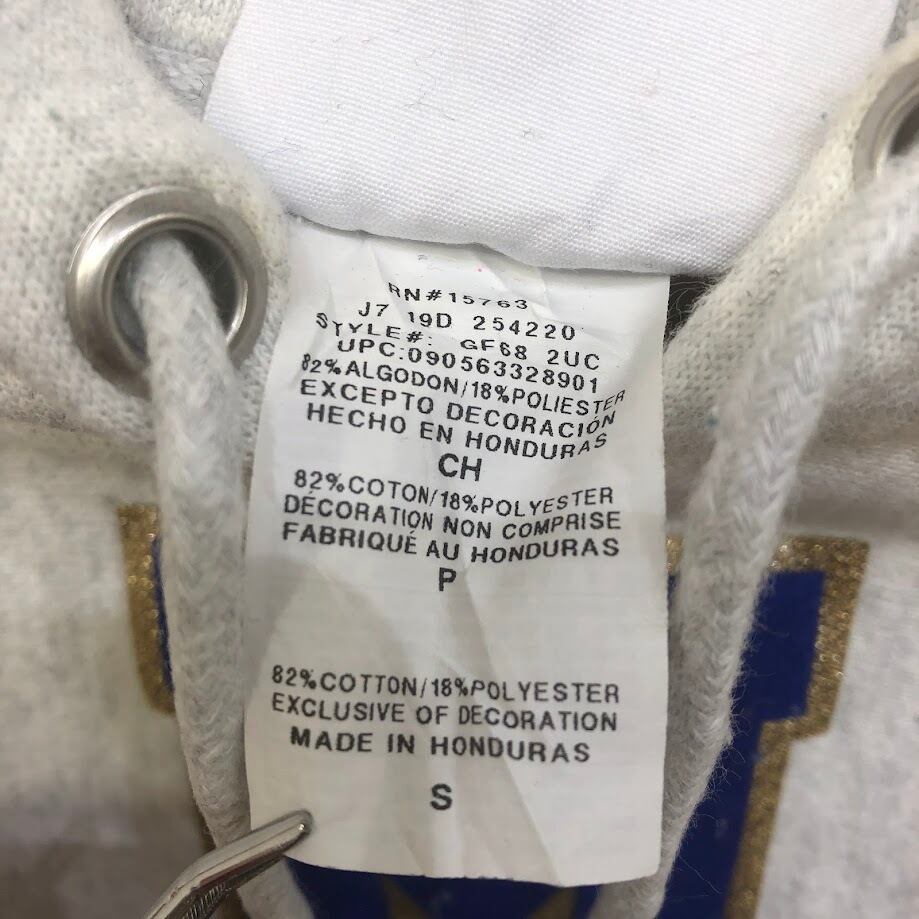 RN#15763
J7 19D 254220
STYLE#: GF68 2UC
UPC:090563328901
82%ALGODON/18%POLIESTER
EXCEPTO DECORACIÓN
HECHO EN HONDURAS
CH
82%COTON/18%POLYESTER
DÉCORATION NON COMPRISE
FABRIQUÉ AU HONDURAS
P
82%COTTON/18%POLYESTER
EXCLUSIVE OF DECORATION
MADE IN HONDURAS
S